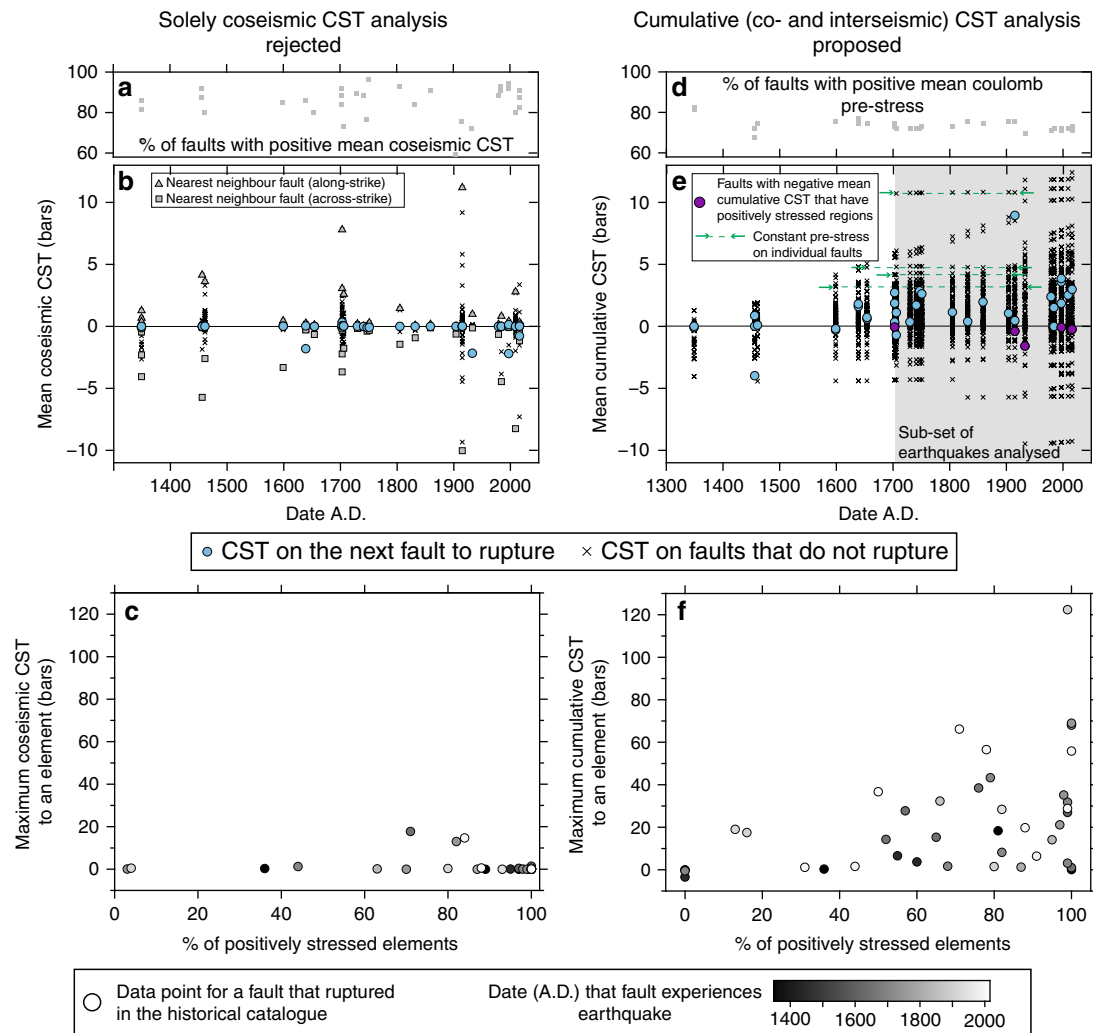 Solely coseismic CST analysis
rejected
Cumulative (co- and interseismic) CST analysis
proposed
a
100
80
60
% of faults with positive mean coseismic CST
d
100
80
60
% of faults with positive mean coulomb
pre-stress
b
Nearest neighbour fault (along-strike)
Nearest neighbour fault (across-strike)
Mean coseismic CST (bars)
10
5
0
−5
−10
1400 1500 1600 1700 1800 1900 2000
Date A.D.
e
Faults with negative mean
cumulative CST that have
positively stressed regions
Constant pre-stress
on individual faults
Mean cumulative CST (bars)
10
5
0
−5
−10
Sub-set of
earthquakes analysed
1300 1400 1500 1600 1700 1800 1900 2000
Date A.D.
CST on the next fault to rupture × CST on faults that do not rupture
c
Maximum coseismic CST
to an element (bars)
120
100
80
60
40
20
0
0 20 40 60 80 100
% of positively stressed elements
f
Maximum cumulative CST
to an element (bars)
120
100
80
60
40
20
0
0 20 40 60 80 100
% of positively stressed elements
Data point for a fault that ruptured
in the historical catalogue
Date (A.D.) that fault experiences
earthquake
1400 1600 1800 2000